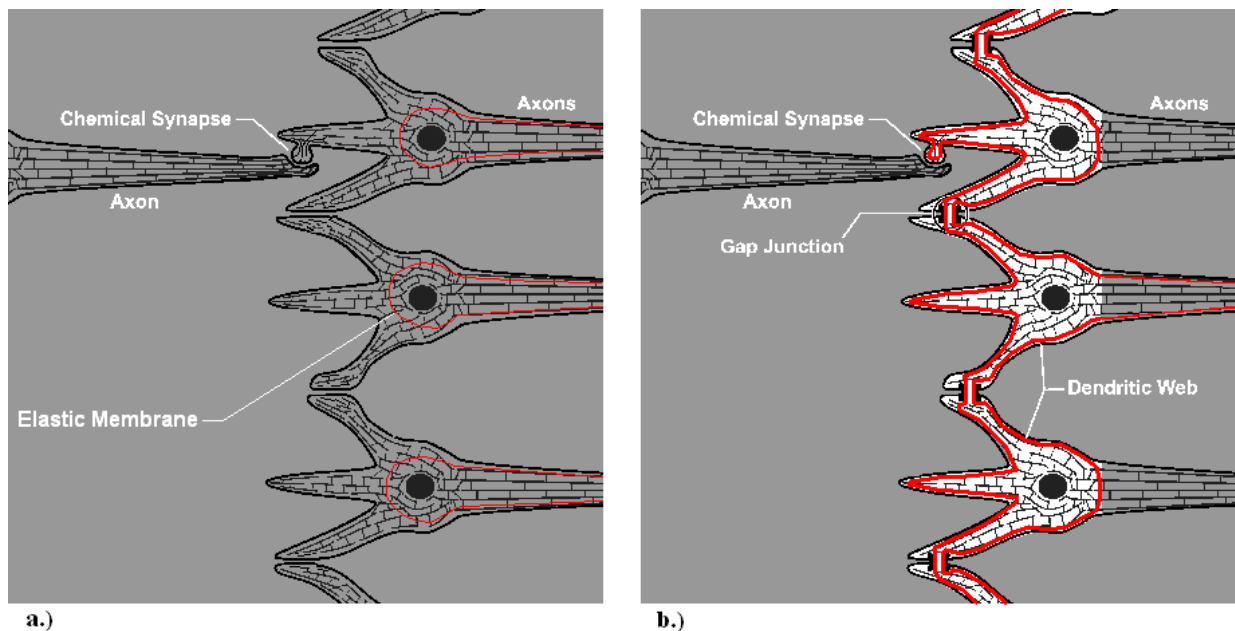 Axons
Chemical Synapse
Axon
Elastic Membrane
a.)
Axons
Chemical Synapse
Axon
Gap Junction
Dendritic Web
b.)